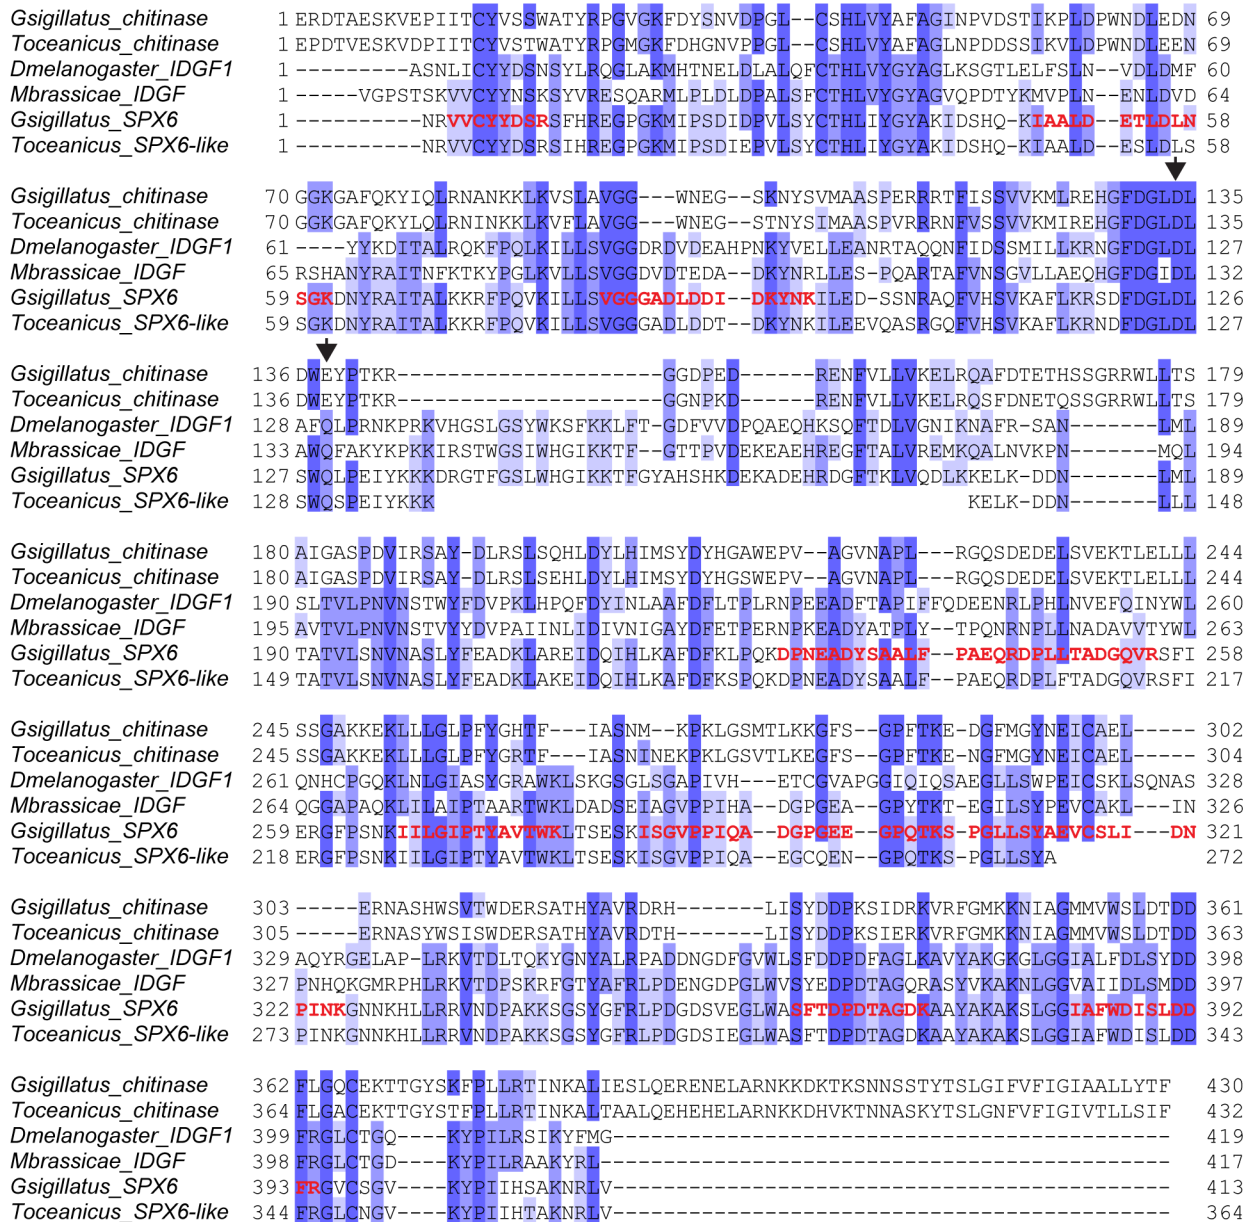 Gsigillatus_chitinase 1 ERDTAESKVEPIITCYVSSWATYRPGVGKFDYSNVDPGL--CSHLVYAFAGINPVDSTIKPLDPWNDLEDN 69
Toceanicus_chitinase 1 EPDTVESKVDPIITCYVSTWATYRPGMGKFDHGNVPPGL--CSHLVYAFAGLNPDDSSIKVLDPWNDLEEN 69
Dmelanogaster_IDGF1 1 ---------ASNLICYYDSNSYLRQGLAKMHTNELDLALQFCTHLVYGYAGLKSGTLELFSLN--VDLDMF 60
Mbrassicae_IDGF 1 -----VGPSTSKVVCYYNSKSYVRESQARMLPLDLDPALSFCTHLVYGYAGVQPDTYKMVPLN--ENLDVD 64
Gsigillatus_SPX6 1 ----------NRVVCYYDSRSFHREGPGKMIPSDIDPVLSYCTHLIYGYAKIDSHQ-KIAALD--ETLDLN 58
Toceanicus_SPX6-like 1 ----------NRVVCYYDSRSIHREGPGKMIPSDIEPVLSYCTHLIYGYAKIDSHQ-KIAALD--ESLDLS 58
Gsigillatus_chitinase 70 GGKGAFQKYIQLRNANKKLKVSLAVGG---WNEG--SKNYSVMAASPERRRTFISSVVKMLREHGFDGLDL 135
Toceanicus_chitinase 70 GGKGAFQKYLQLRNINKKLKVFLAVGG---WNEG--STNYSIMAASPVRRRNFVSSVVKMIREHGFDGLDL 135
Dmelanogaster_IDGF1 61 ----YYKDITALRQKFPQLKILLSVGGDRDVDEAHPNKYVELLEANRTAQQNFIDSSMILLKRNGFDGLDL 127
Mbrassicae_IDGF 65 RSHANYRAITNFKTKYPGLKVLLSVGGDVDTEDA--DKYNRLLES-PQARTAFVNSGVLLAEQHGFDGIDL 132
Gsigillatus_SPX6 59 SGKDNYRAITALKKRFPQVKILLSVGGGADLDDI--DKYNKILED-SSNRAQFVHSVKAFLKRSDFDGLDL 126
Toceanicus_SPX6-like 59 SGKDNYRAITALKKRFPQVKILLSVGGGADLDDT--DKYNKILEEVQASRGQFVHSVKAFLKRNDFDGLDL 127
Gsigillatus_chitinase 136 DWEYPTKR---------------------GGDPED------RENFVLLVKELRQAFDTETHSSGRRWLLTS 179
Toceanicus_chitinase 136 DWEYPTKR---------------------GGNPKD------RENFVLLVKELRQSFDNETQSSGRRWLLTS 179
Dmelanogaster_IDGF1 128 AFQLPRNKPRKVHGSLGSYWKSFKKLFT-GDFVVDPQAEQHKSQFTDLVGNIKNAFR-SAN-------LML 189
Mbrassicae_IDGF 133 AWQFAKYKPKKIRSTWGSIWHGIKKTF--GTTPVDEKEAEHREGFTALVREMKQALNVKPN-------MQL 194
Gsigillatus_SPX6 127 SWQLPEIYKKKDRGTFGSLWHGIKKTFGYAHSHKDEKADEHRDGFTKLVQDLKKELK-DDN-------LML 189
Toceanicus_SPX6-like 128 SWQSPEIYKKK KELK-DDN-------LLL 148
Gsigillatus_chitinase 180 AIGASPDVIRSAY-DLRSLSQHLDYLHIMSYDYHGAWEPV--AGVNAPL---RGQSDEDELSVEKTLELLL 244
Toceanicus_chitinase 180 AIGASPDVIRSAY-DLRSLSEHLDYLHIMSYDYHGSWEPV--AGVNAPL---RGQSDEDELSVEKTLELLL 244
Dmelanogaster_IDGF1 190 SLTVLPNVNSTWYFDVPKLHPQFDYINLAAFDFLTPLRNPEEADFTAPIFFQDEENRLPHLNVEFQINYWL 260
Mbrassicae_IDGF 195 AVTVLPNVNSTVYYDVPAIINLIDIVNIGAYDFETPERNPKEADYATPLY--TPQNRNPLLNADAVVTYWL 263
Gsigillatus_SPX6 190 TATVLSNVNASLYFEADKLAREIDQIHLKAFDFKLPQKDPNEADYSAALF--PAEQRDPLLTADGQVRSFI 258
Toceanicus_SPX6-like 149 TATVLSNVNASLYFEADKLAKEIDQIHLKAFDFKSPQKDPNEADYSAALF--PAEQRDPLFTADGQVRSFI 217
Gsigillatus_chitinase 245 SSGAKKEKLLLGLPFYGHTF---IASNM--KPKLGSMTLKKGFS--GPFTKE-DGFMGYNEICAEL----- 302
Toceanicus_chitinase 245 SSGAKKEKLLLGLPFYGRTF---IASNINEKPKLGSVTLKEGFS--GPFTKE-NGFMGYNEICAEL----- 304
Dmelanogaster_IDGF1 261 QNHCPGQKLNLGIASYGRAWKLSKGSGLSGAPIVH---ETCGVAPGGIQIQSAEGLLSWPEICSKLSQNAS 328
Mbrassicae_IDGF 264 QGGAPAQKLILAIPTAARTWKLDADSEIAGVPPIHA--DGPGEA--GPYTKT-EGILSYPEVCAKL---IN 326
Gsigillatus_SPX6 259 ERGFPSNKIILGIPTYAVTWKLTSESKISGVPPIQA--DGPGEE--GPQTKS-PGLLSYAEVCSLI---DN 321
Toceanicus_SPX6-like 218 ERGFPSNKIILGIPTYAVTWKLTSESKISGVPPIQA--EGCQEN--GPQTKS-PGLLSYA 272
Gsigillatus_chitinase 303 -----ERNASHWSVTWDERSATHYAVRDRH-------LISYDDPKSIDRKVRFGMKKNIAGMMVWSLDTDD 361
Toceanicus_chitinase 305 -----ERNASYWSISWDERSATHYAVRDTH-------LISYDDPKSIERKVRFGMKKNIAGMMVWSLDTDD 363
Dmelanogaster_IDGF1 329 AQYRGELAP-LRKVTDLTQKYGNYALRPADDNGDFGVWLSFDDPDFAGLKAVYAKGKGLGGIALFDLSYDD 398
Mbrassicae_IDGF 327 PNHQKGMRPHLRKVTDPSKRFGTYAFRLPDENGDPGLWVSYEDPDTAGQRASYVKAKNLGGVAIIDLSMDD 397
Gsigillatus_SPX6 322 PINKGNNKHLLRRVNDPAKKSGSYGFRLPDGDSVEGLWASFTDPDTAGDKAAYAKAKSLGGIAFWDISLDD 392
Toceanicus_SPX6-like 273 PINKGNNKHLLRRVNDPAKKSGSYGFRLPDGDSIEGLWASFTDPDTAGDKAAYAKAKSLGGIAFWDISLDD 343
Gsigillatus_chitinase 362 FLGQCEKTTGYSKFPLLRTINKALIESLQERENELARNKKDKTKSNNSSTYTSLGIFVFIGIAALLYTF 430
Toceanicus_chitinase 364 FLGACEKTTGYSTFPLLRTINKALTAALQEHEHELARNKKDHVKTNNASKYTSLGNFVFIGIVTLLSIF 432
Dmelanogaster_IDGF1 399 FRGLCTGQ----KYPILRSIKYFMG-------------------------------------------- 419
Mbrassicae_IDGF 398 FRGLCTGD----KYPILRAAKYRL--------------------------------------------- 417
Gsigillatus_SPX6 393 FRGVCSGV----KYPIIHSAKNRLV-------------------------------------------- 413
Toceanicus_SPX6-like 344 FRGLCNGV----KYPIIHTAKNRLV-------------------------------------------- 364